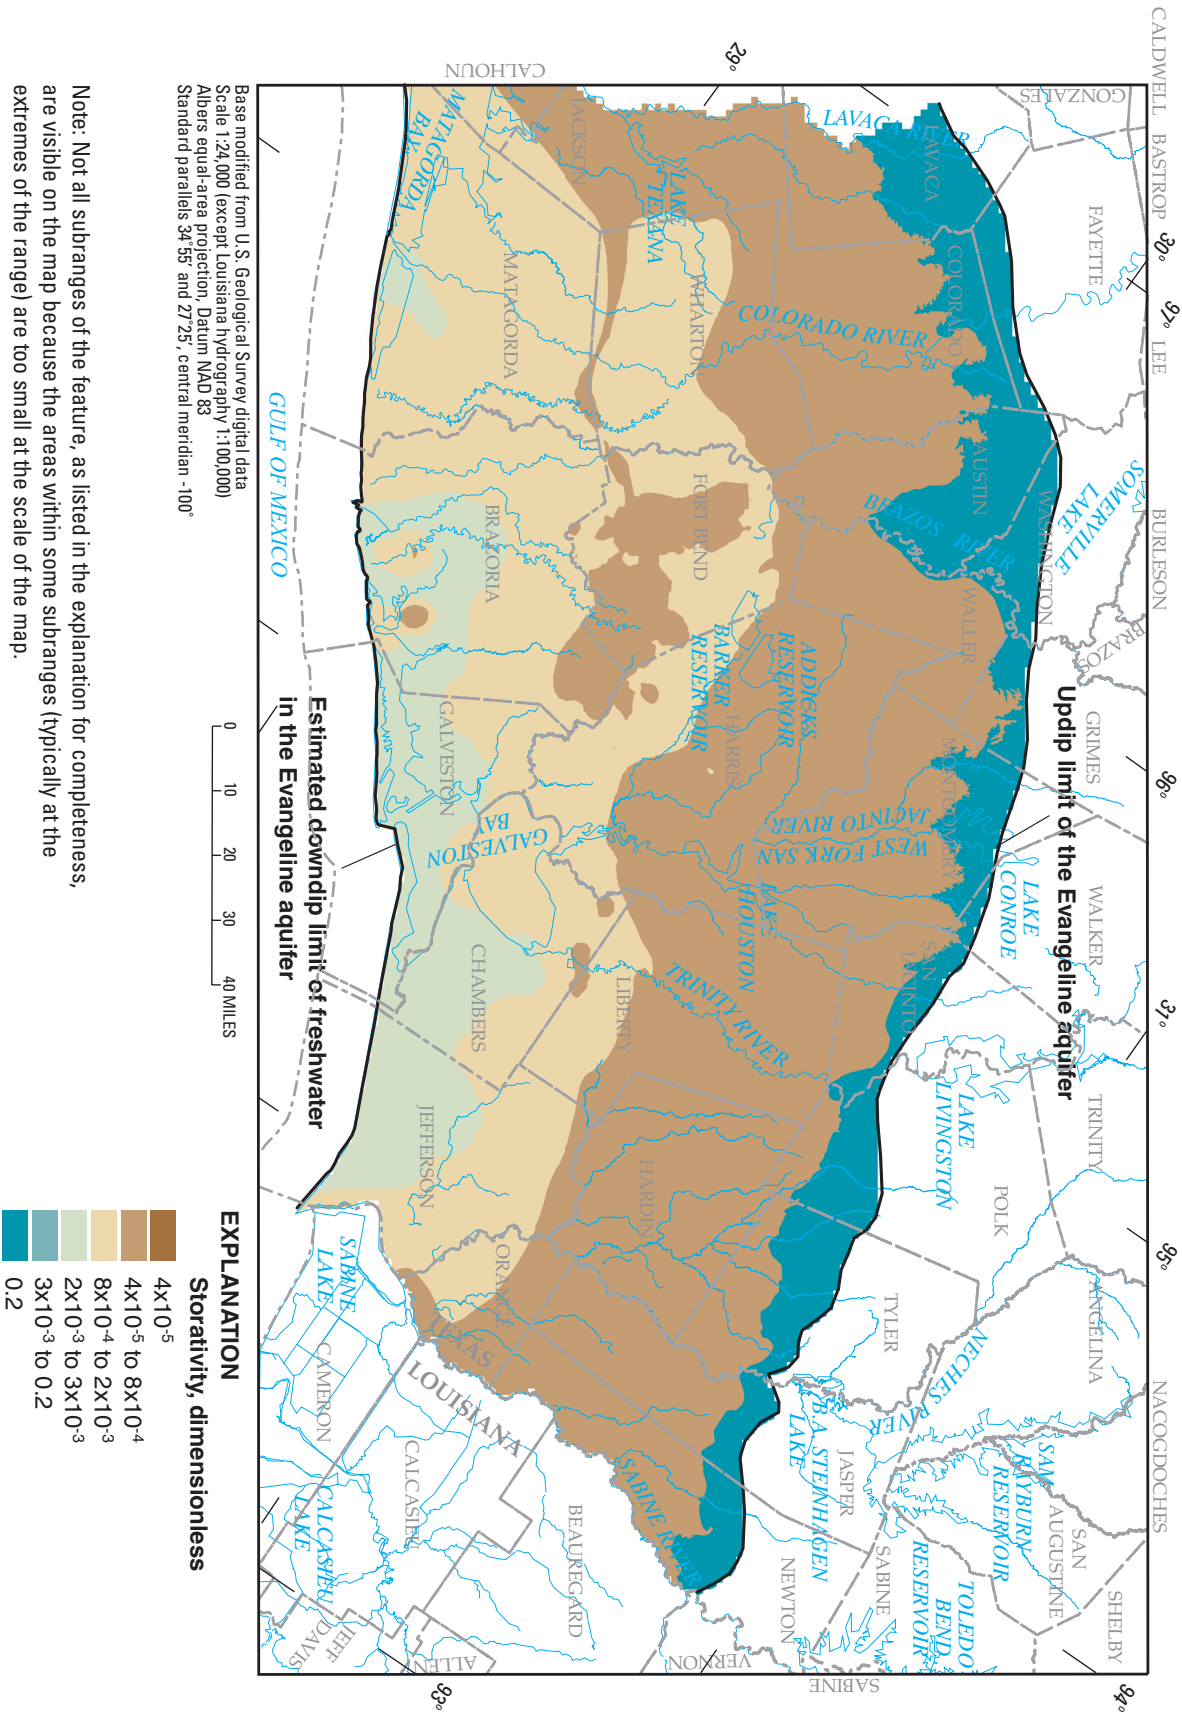 CALDWELL
BASTROP
30°
97°
LEE
BURLESON
BRAZOS
GRIMES
96°
WALKER
31°
TRINITY
95°
ANGELINA
NACOGDOCHES
94°
GONZALES
FAYETTE
SOMERVILLE
LAKE
WASHINGTON
Updip limit of the Evangeline aquifer
LAKE
CONROE
LAKE
LIVINGSTON
POLK
TYLER
NECHES RIVER
SAM
RAYBURN
RESERVOIR
SAN
AUGUSTINE
SHELBY
LAVACA RIVER
LAVACA
COLORADO
AUSTIN
BRAZOS RIVER
WALLER
MONTGOMERY
SAN
JACINTO
B.A. STEINHAGEN
LAKE
JASPER
SABINE
TOLEDO
BEND
RESERVOIR
NEWTON
SABINE
VERNON
29°
COLORADO RIVER
ADDICKS
RESERVOIR
BARKER
RESERVOIR
HARRIS
WEST FORK SAN
JACINTO RIVER
LAKE
HOUSTON
TRINITY RIVER
LAKE
TEXANA
WHARTON
FORT BEND
LIBERTY
HARDIN
SABINE RIVER
BEAUREGARD
CALHOUN
JACKSON
MATAGORDA
BRAZORIA
GALVESTON
GALVESTON
BAY
CHAMBERS
JEFFERSON
ORANGE
TEXAS
LOUISIANA
CALCASIEU
ALLEN
93°
MATAGORDA
BAY
GULF OF MEXICO
Estimated downdip limit of freshwater
in the Evangeline aquifer
SABINE
LAKE
CAMERON
CALCASIEU
LAKE
JEFF
DAVIS
Base modified from U.S. Geological Survey digital data
Scale 1:24,000 (except Louisiana hydrography 1:100,000)
Albers equal-area projection, Datum NAD 83
Standard parallels 34°55' and 27°25', central meridian -100°
0 10 20 30 40 MILES
EXPLANATION
Storativity, dimensionless
4x10⁻⁵
4x10⁻⁵ to 8x10⁻⁴
8x10⁻⁴ to 2x10⁻³
2x10⁻³ to 3x10⁻³
3x10⁻³ to 0.2
0.2
Note: Not all subranges of the feature, as listed in the explanation for completeness,
are visible on the map because the areas within some subranges (typically at the
extremes of the range) are too small at the scale of the map.